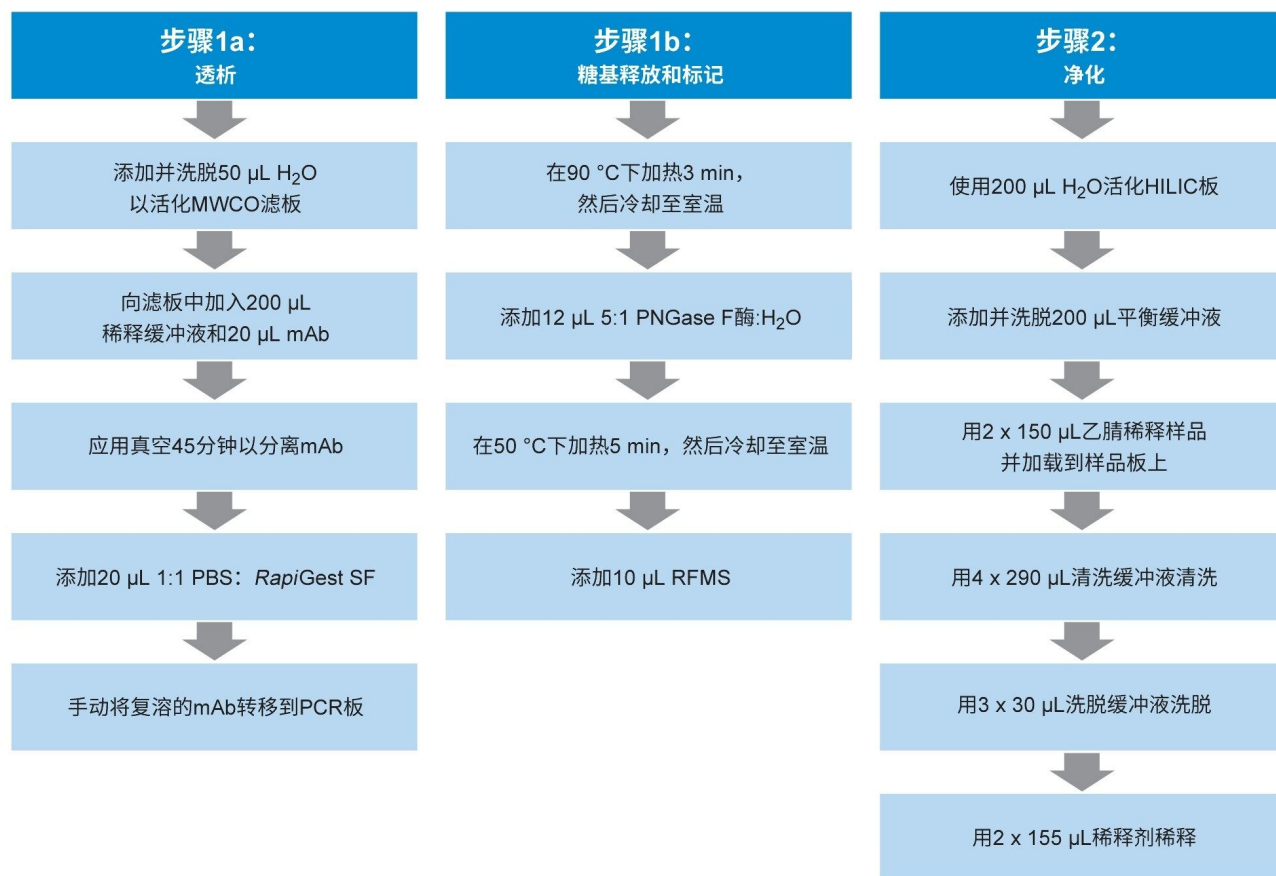 步骤1a：
透析
添加并洗脱50 µL H₂O
以活化MWCO滤板
向滤板中加入200 µL
稀释缓冲液和20 µL mAb
应用真空45分钟以分离mAb
添加20 µL 1:1 PBS：RapiGest SF
手动将复溶的mAb转移到PCR板
步骤1b：
糖基释放和标记
在90 °C下加热3 min，
然后冷却至室温
添加12 µL 5:1 PNGase F酶:H₂O
在50 °C下加热5 min，然后冷却至室温
添加10 µL RFMS
步骤2：
净化
使用200 µL H₂O活化HILIC板
添加并洗脱200 µL平衡缓冲液
用2 x 150 µL乙腈稀释样品
并加载到样品板上
用4 x 290 µL清洗缓冲液清洗
用3 x 30 µL洗脱缓冲液洗脱
用2 x 155 µL稀释剂稀释